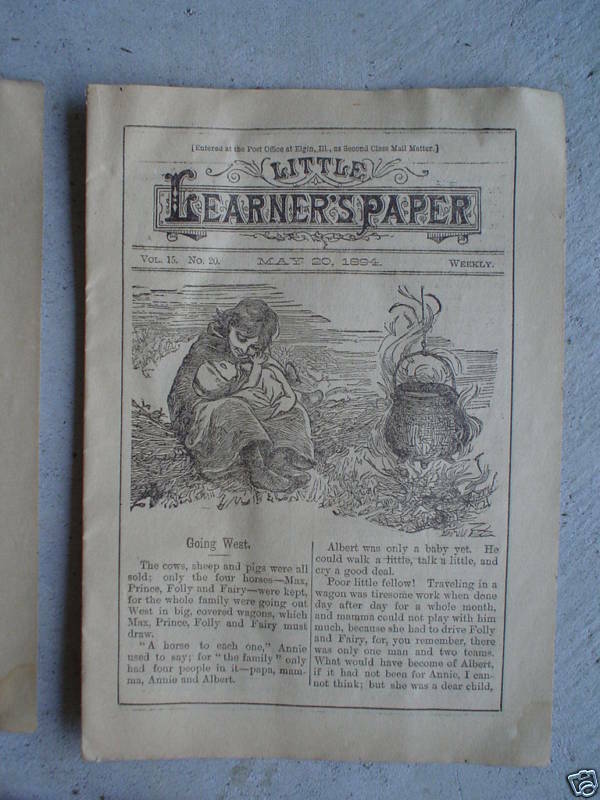 [Entered at the Post Office at Elgin, Ill., as Second Class Mail Matter.]
LITTLE
LEARNER'S PAPER
VOL. 15. No. 20. MAY 20, 1894. WEEKLY.
Going West.
The cows, sheep and pigs were all
sold; only the four horses—Max,
Prince, Folly and Fairy—were kept,
for the whole family were going out
West in big, covered wagons, which
Max, Prince, Folly and Fairy must
draw.
"A horse to each one," Annie
used to say; for "the family" only
had four people in it—papa, mam-
ma, Annie and Albert.
Albert was only a baby yet. He
could walk a little, talk a little, and
cry a good deal.
Poor little fellow! Traveling in a
wagon was tiresome work when done
day after day for a whole month,
and mamma could not play with him
much, because she had to drive Folly
and Fairy, for, you remember, there
was only one man and two teams.
What would have become of Albert,
if it had not been for Annie, I can-
not think; but she was a dear child,